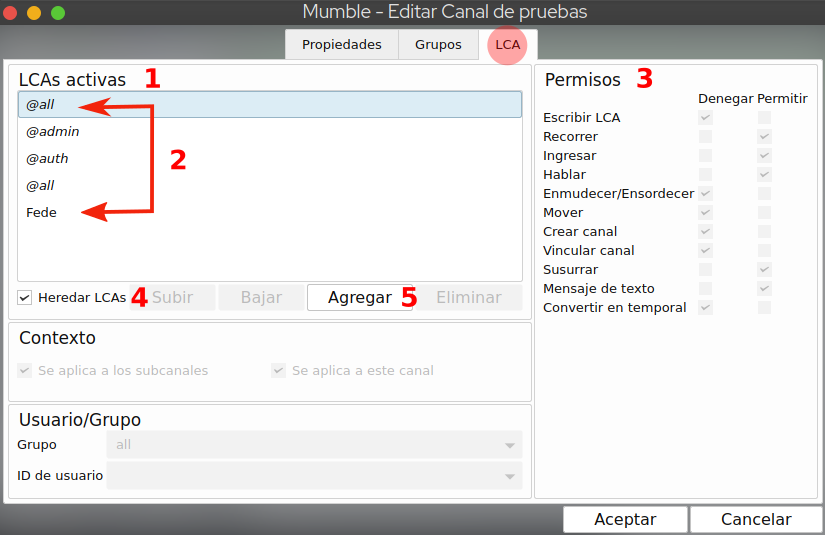 Mumble - Editar Canal de pruebas
Propiedades Grupos LCA
LCAs activas 1
@all
@admin
@auth
@all
Fede
2
Heredar LCAs 4 Subir Bajar Agregar 5 Eliminar
Contexto
Se aplica a los subcanales Se aplica a este canal
Usuario/Grupo
Grupo all
ID de usuario
Permisos 3
Denegar Permitir
Escribir LCA
Recorrer
Ingresar
Hablar
Enmudecer/Ensordecer
Mover
Crear canal
Vincular canal
Susurrar
Mensaje de texto
Convertir en temporal
Aceptar Cancelar